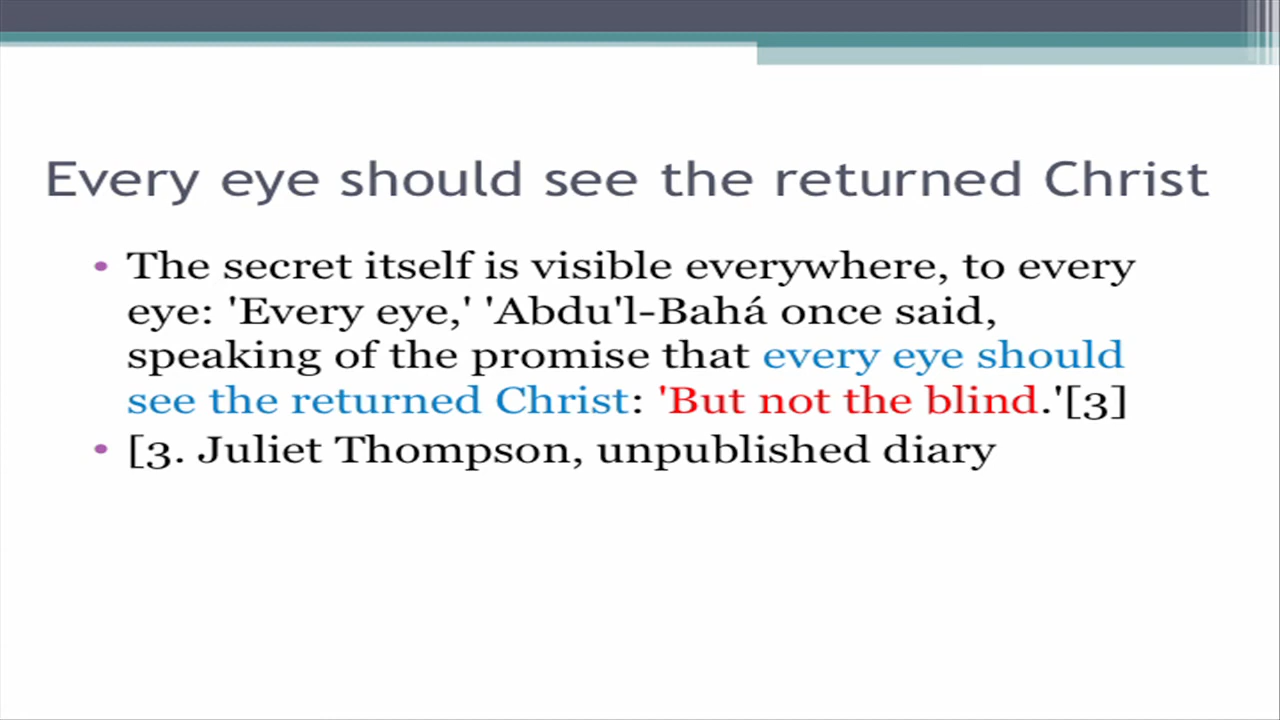 Every eye should see the returned Christ
• The secret itself is visible everywhere, to every
eye: 'Every eye,' 'Abdu'l-Bahá once said,
speaking of the promise that every eye should
see the returned Christ: 'But not the blind.'[3]
• [3. Juliet Thompson, unpublished diary